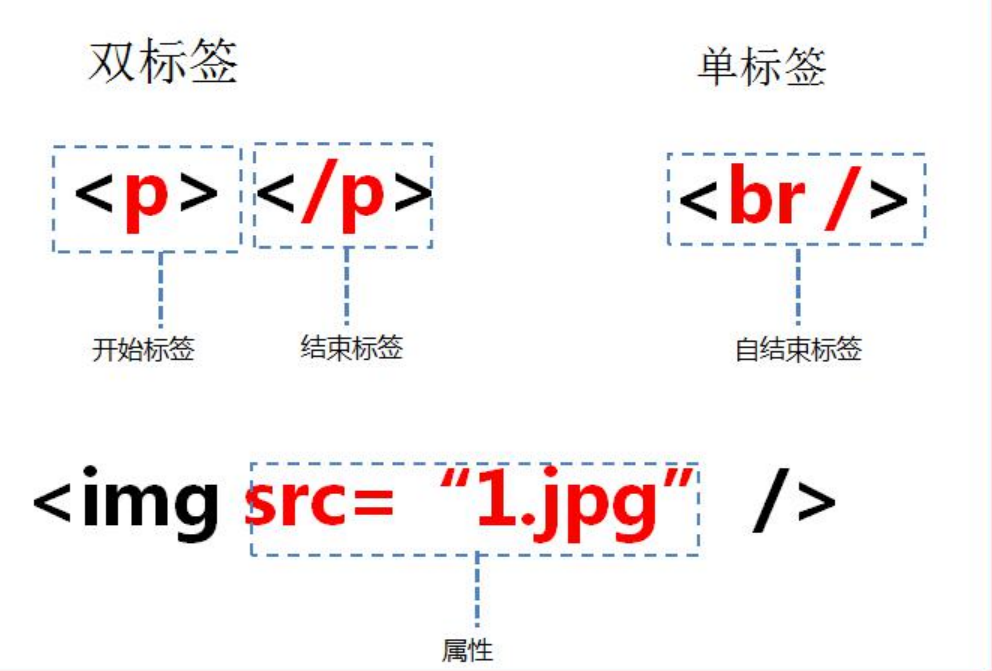 双标签 单标签
<p> </p> <br />
开始标签 结束标签 自结束标签
<img src= “1.jpg” />
属性